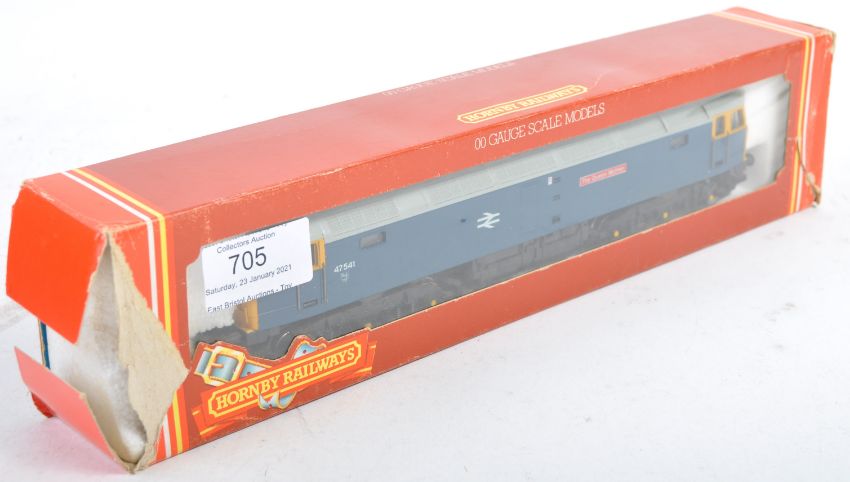 HORNBY RAILWAYS
00 GAUGE SCALE MODELS
The Queen Mother
Collectors Auction
705
Saturday, 23 January 2021
East Bristol Auctions - Toy
47541
HORNBY RAILWAYS